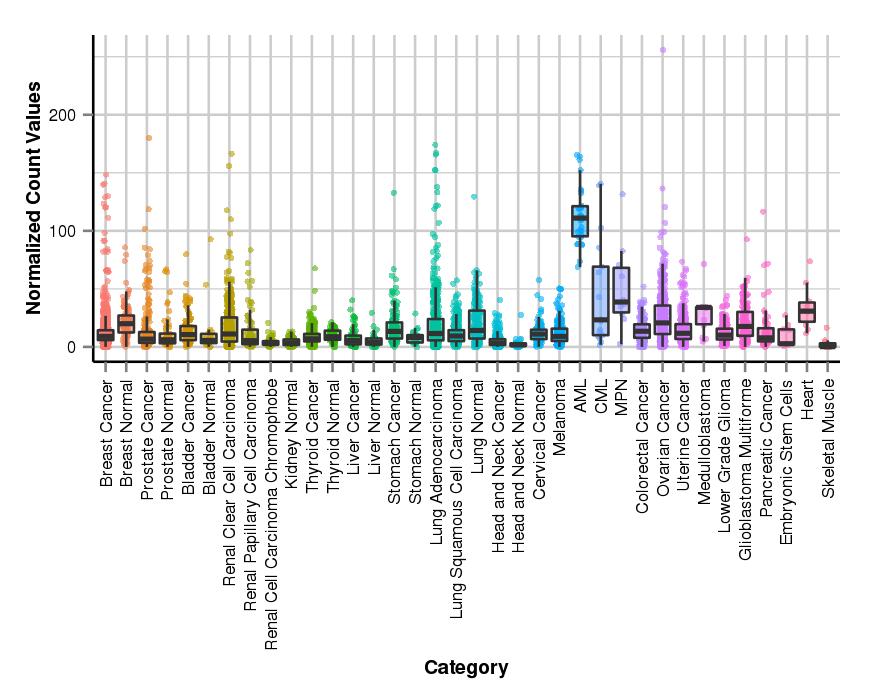 Normalized Count Values
200
100
0
Breast Cancer
Breast Normal
Prostate Cancer
Prostate Normal
Bladder Cancer
Bladder Normal
Renal Clear Cell Carcinoma
Renal Papillary Cell Carcinoma
Renal Cell Carcinoma Chromophobe
Kidney Normal
Thyroid Cancer
Thyroid Normal
Liver Cancer
Liver Normal
Stomach Cancer
Stomach Normal
Lung Adenocarcinoma
Lung Squamous Cell Carcinoma
Lung Normal
Head and Neck Cancer
Head and Neck Normal
Cervical Cancer
Melanoma
AML
CML
MPN
Colorectal Cancer
Ovarian Cancer
Uterine Cancer
Medulloblastoma
Lower Grade Glioma
Glioblastoma Multiforme
Pancreatic Cancer
Embryonic Stem Cells
Heart
Skeletal Muscle
Category